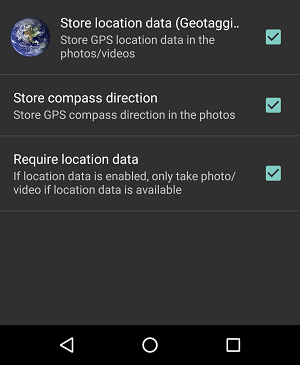 Store location data (Geotaggi..
Store GPS location data in the
photos/videos
Store compass direction
Store GPS compass direction in the photos
Require location data
If location data is enabled, only take photo/
video if location data is available